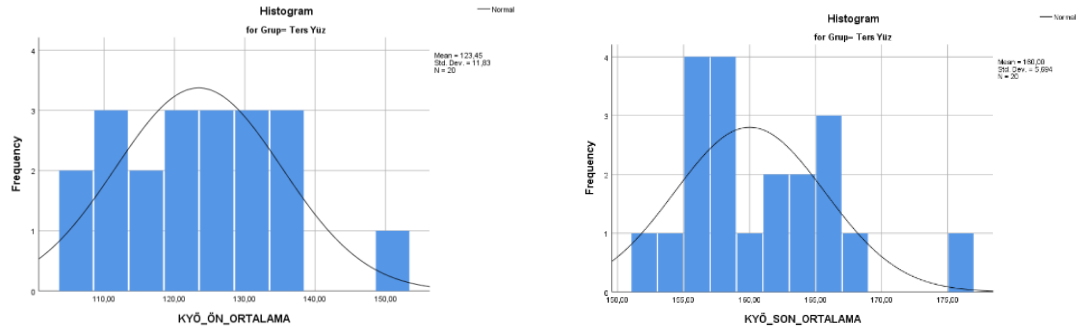 Histogram
for Grup= Ters Yüz
Normal
Mean = 123,45
Std. Dev. = 11,83
N = 20
4
3
2
1
0
Frequency
110,00 120,00 130,00 140,00 150,00
KYÖ_ÖN_ORTALAMA
Histogram
for Grup= Ters Yüz
Normal
Mean = 160,00
Std. Dev. = 5,694
N = 20
4
3
2
1
0
Frequency
150,00 155,00 160,00 165,00 170,00 175,00
KYÖ_SON_ORTALAMA